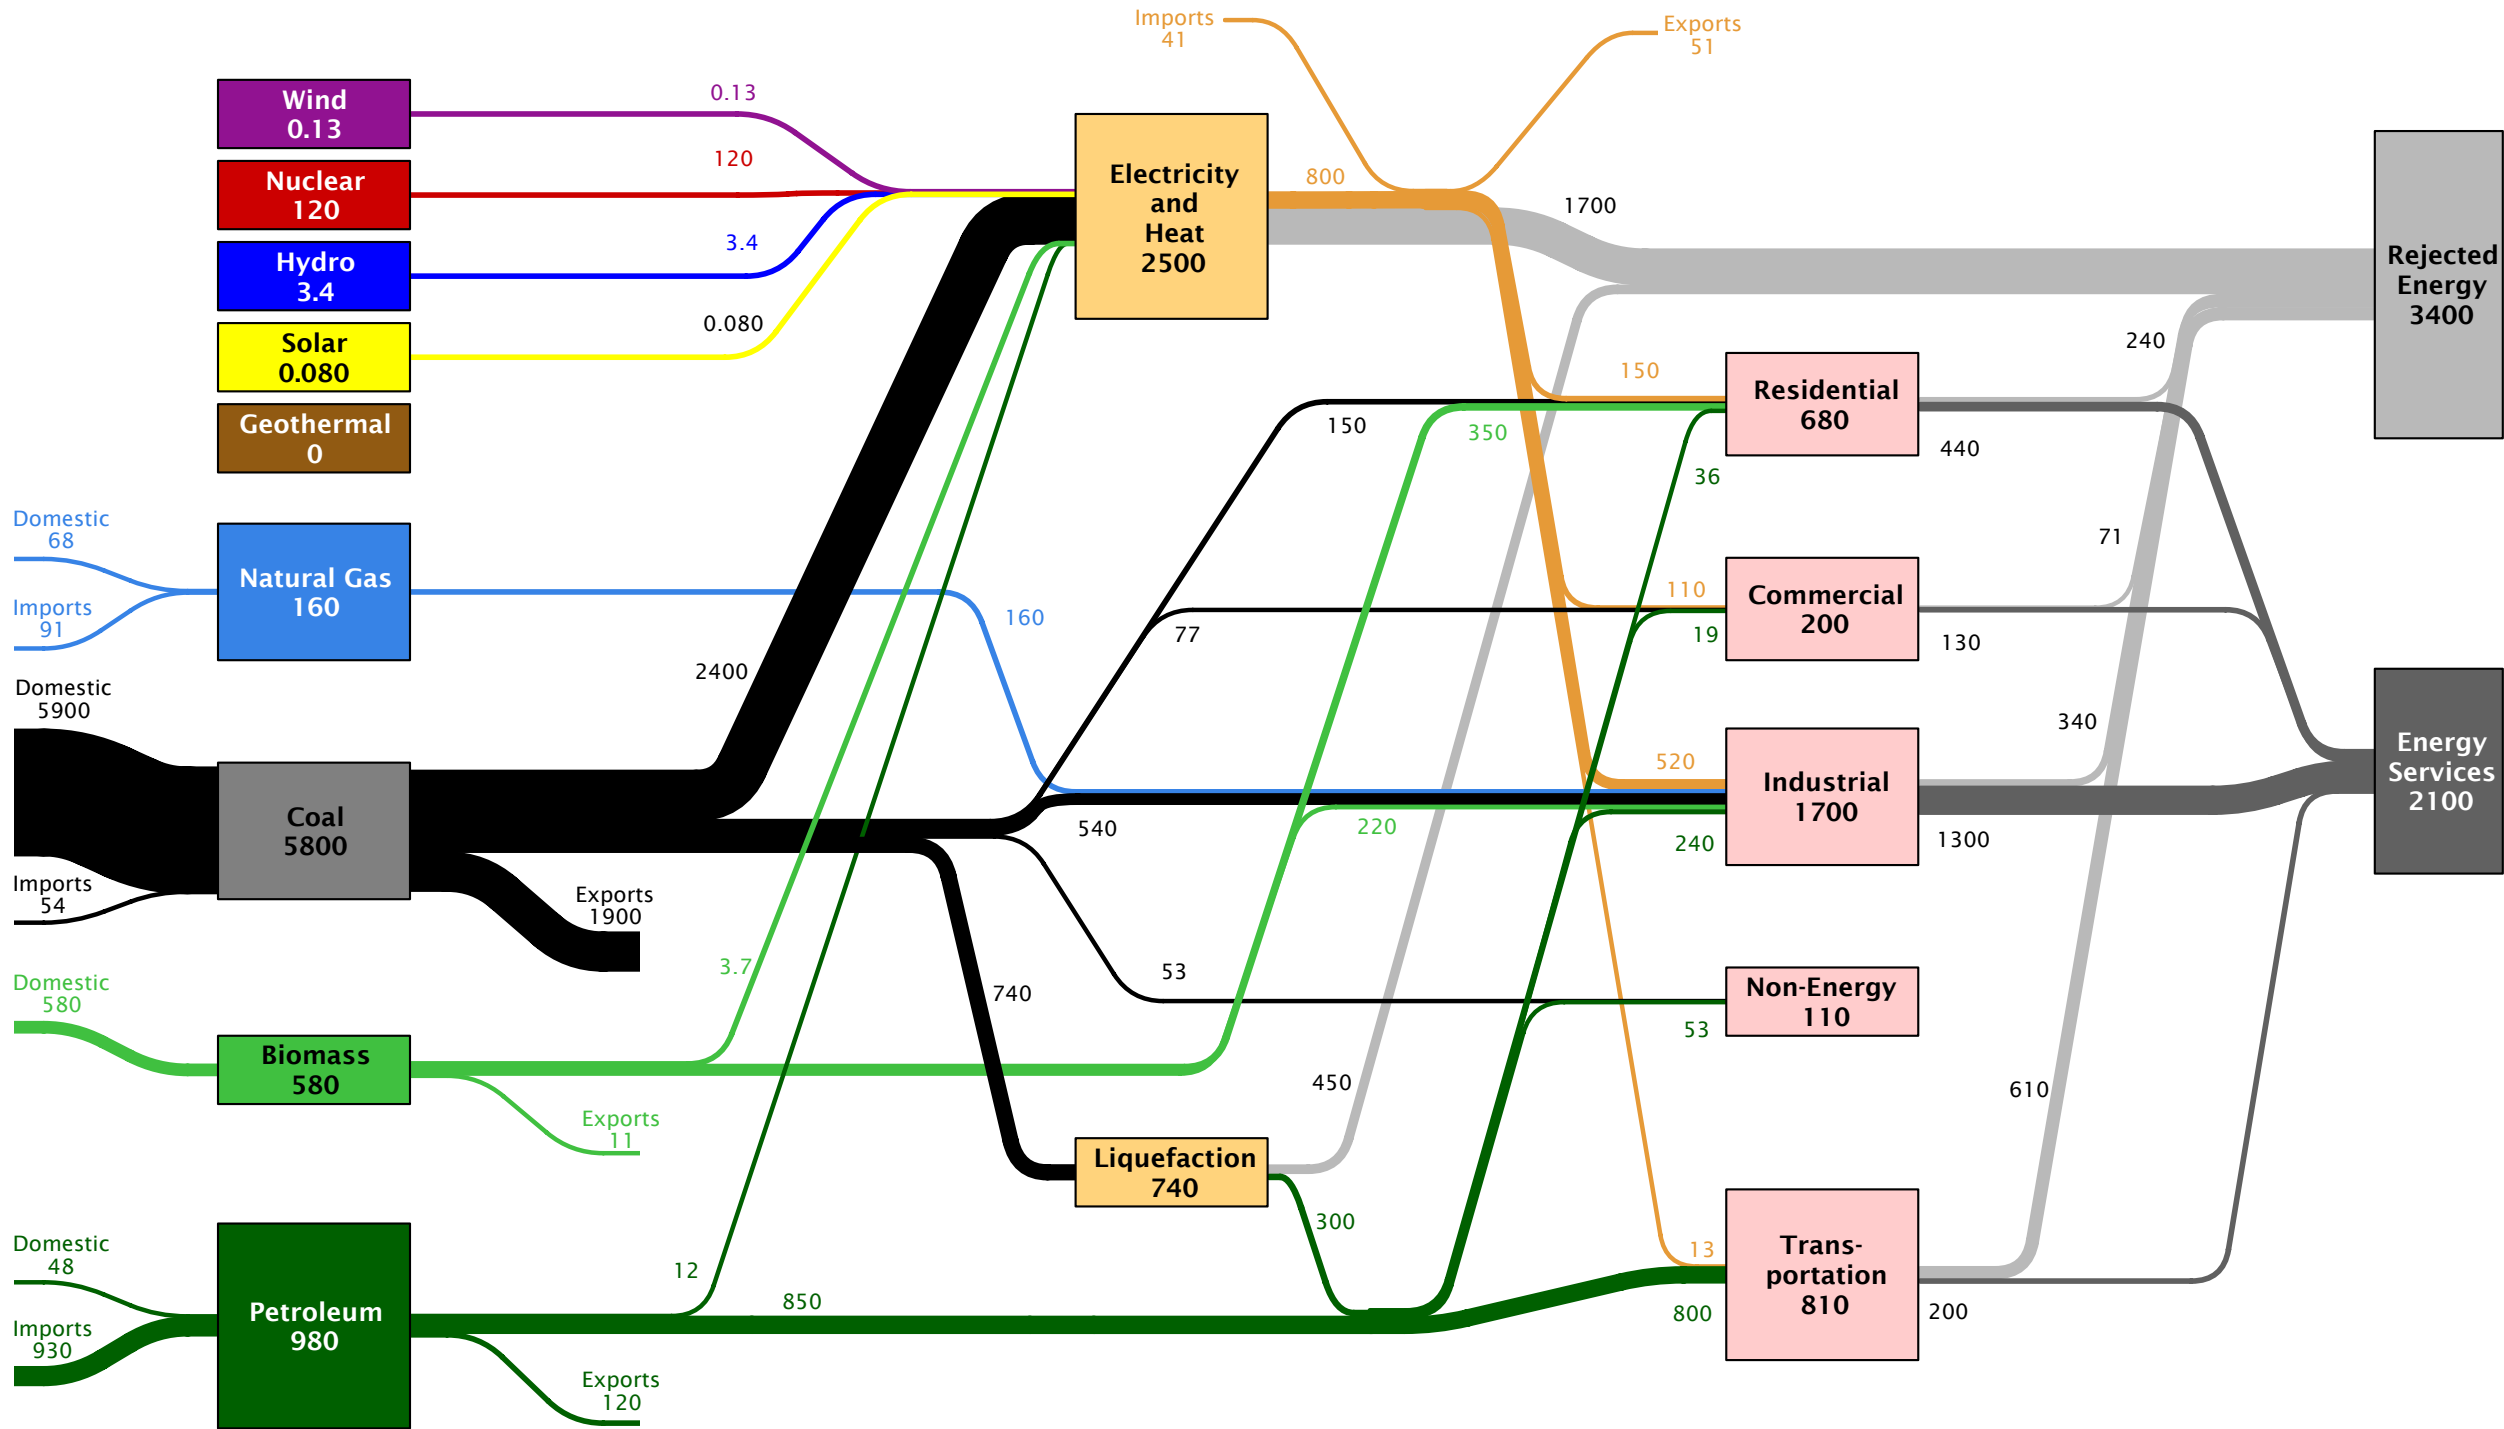 Imports
41
Exports
51
Wind
0.13
0.13
Nuclear
120
120
Hydro
3.4
3.4
Solar
0.080
0.080
Geothermal
0
Electricity
and
Heat
2500
800
1700
Rejected
Energy
3400
240
150
150
350
Residential
680
440
36
Domestic
68
Imports
91
Natural Gas
160
160
71
110
77
Commercial
200
19
130
Domestic
5900
2400
Coal
5800
Imports
54
Exports
1900
540
340
520
220
Industrial
1700
240
1300
Energy
Services
2100
Domestic
580
3.7
Biomass
580
Exports
11
740
53
Non-Energy
110
53
450
610
Liquefaction
740
300
Domestic
48
Imports
930
Petroleum
980
12
850
Exports
120
13
Trans-
portation
810
800
200